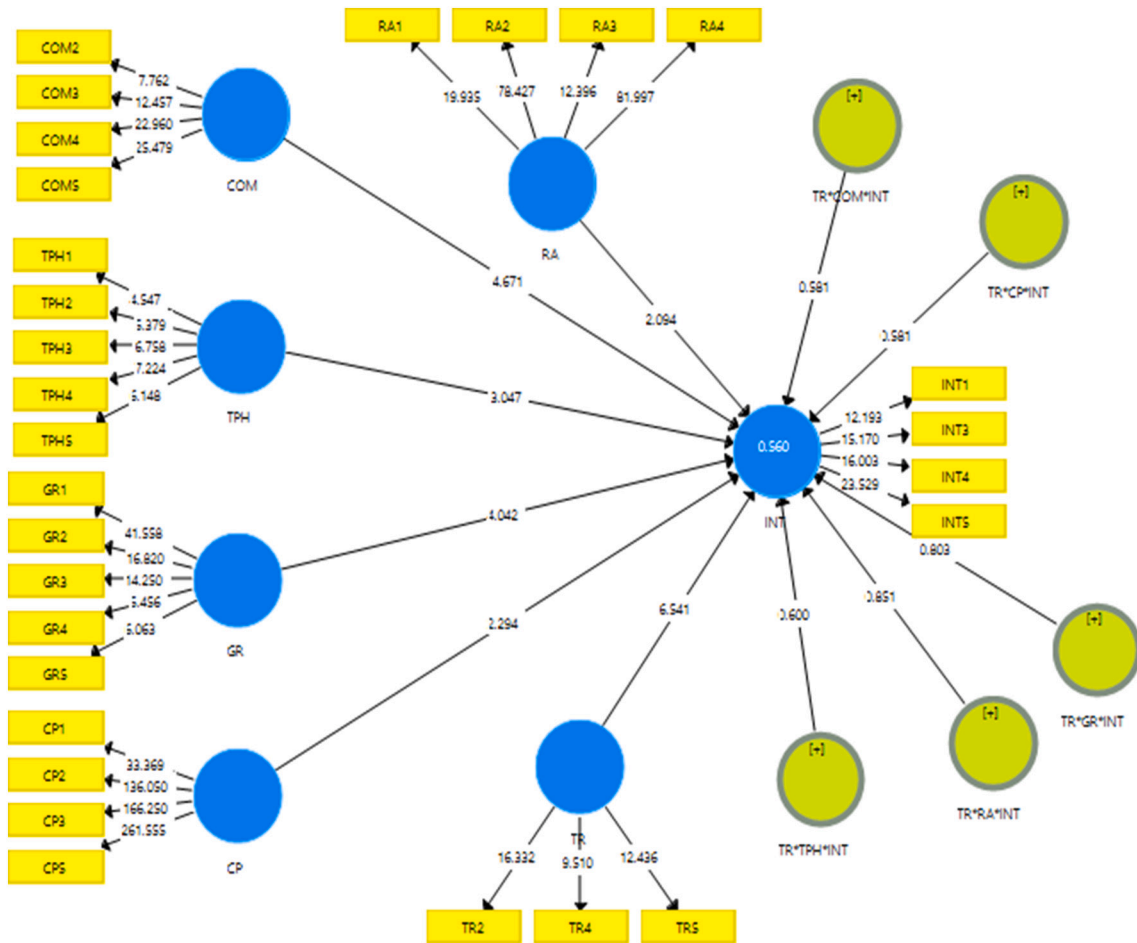 RA1
RA2
RA3
RA4
COM2
COM3
COM4
COM5
7.762
12.457
22.960
25.479
COM
19.935
78.427
12.396
81.997
RA
[+]
TR*COM*INT
[+]
TR*CP*INT
TPH1
TPH2
TPH3
TPH4
TPH5
4.547
5.379
6.758
7.224
5.148
TPH
4.671
2.094
0.581
0.581
3.047
INT1
INT3
INT4
INT5
12.193
15.170
16.003
23.529
0.560
INT
GR1
GR2
GR3
GR4
GR5
41.558
16.820
14.250
5.456
6.063
GR
4.042
2.294
6.541
0.600
0.851
0.803
[+]
TR*GR*INT
[+]
TR*RA*INT
[+]
TR*TPH*INT
CP1
CP2
CP3
CP5
33.369
136.050
166.250
261.555
CP
TR
16.332
9.510
12.436
TR2
TR4
TR5